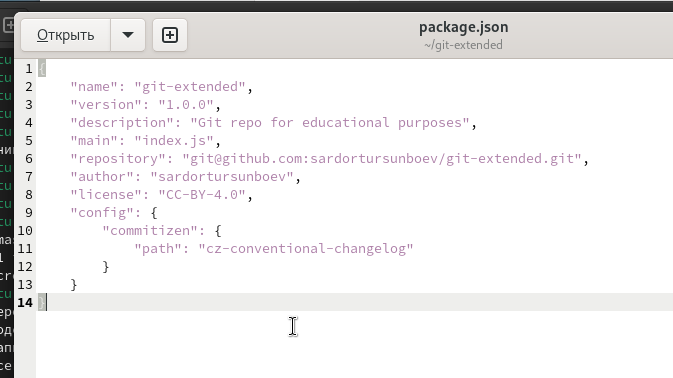 Открыть
package.json
~/git-extended
1 {
2 "name": "git-extended",
3 "version": "1.0.0",
4 "description": "Git repo for educational purposes",
5 "main": "index.js",
6 "repository": "git@github.com:sardortursunboev/git-extended.git",
7 "author": "sardortursunboev",
8 "license": "CC-BY-4.0",
9 "config": {
10 "commitizen": {
11 "path": "cz-conventional-changelog"
12 }
13 }
14 }